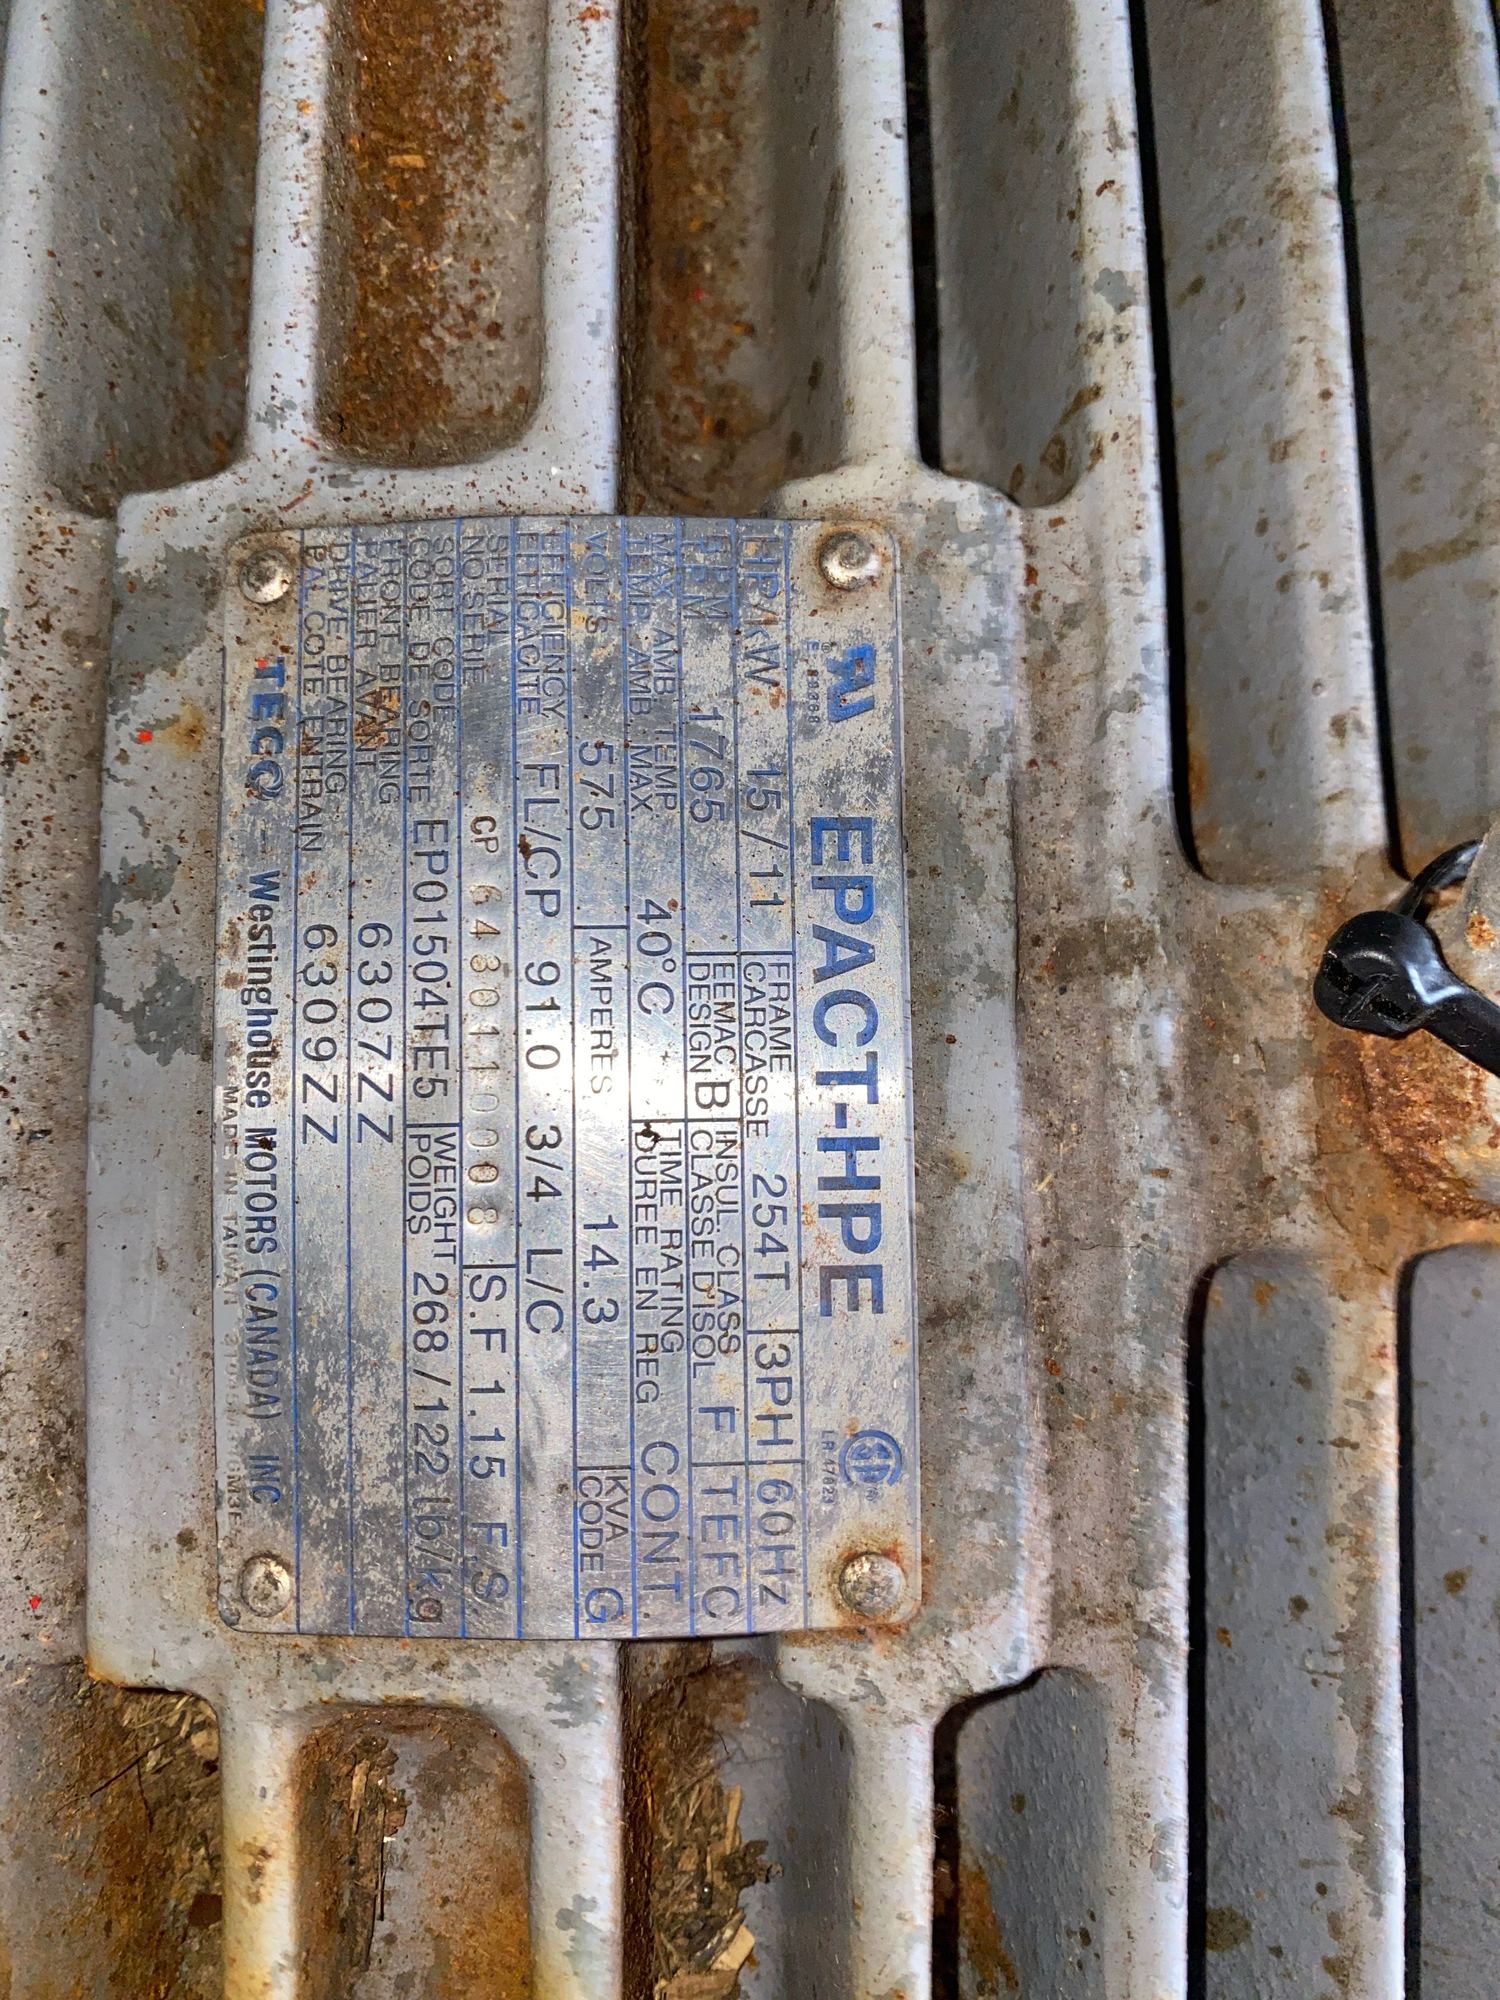 EPACT-HPE
LR 47623
HP/kW 15/11 FRAME CARCASSE 254T 3PH 60Hz
RPM 1765 EEMAC DESIGN B INSUL. CLASS CLASSE D'ISOL F TEFC
MAX. AMB. TEMP. TEMP. AMB. MAX. 40°C TIME RATING DUREE EN REG CONT.
VOLTS 575 AMPERES 14.3 KVA CODE G
EFFICIENCY EFFICACITE FL/CP 91.0 3/4 L/C
SERIAL NO SERIE CP 64301110008 S.F 1.15 F.S.
SORT CODE CODE DE SORTE EP01504TE5 WEIGHT POIDS 268/122 lb/kg
FRONT BEARING PALIER AVANT 6307ZZ
DRIVE BEARING PAL COTE ENTRAIN 6309ZZ
TECO - Westinghouse MOTORS (CANADA) INC
MADE IN TAIWAN